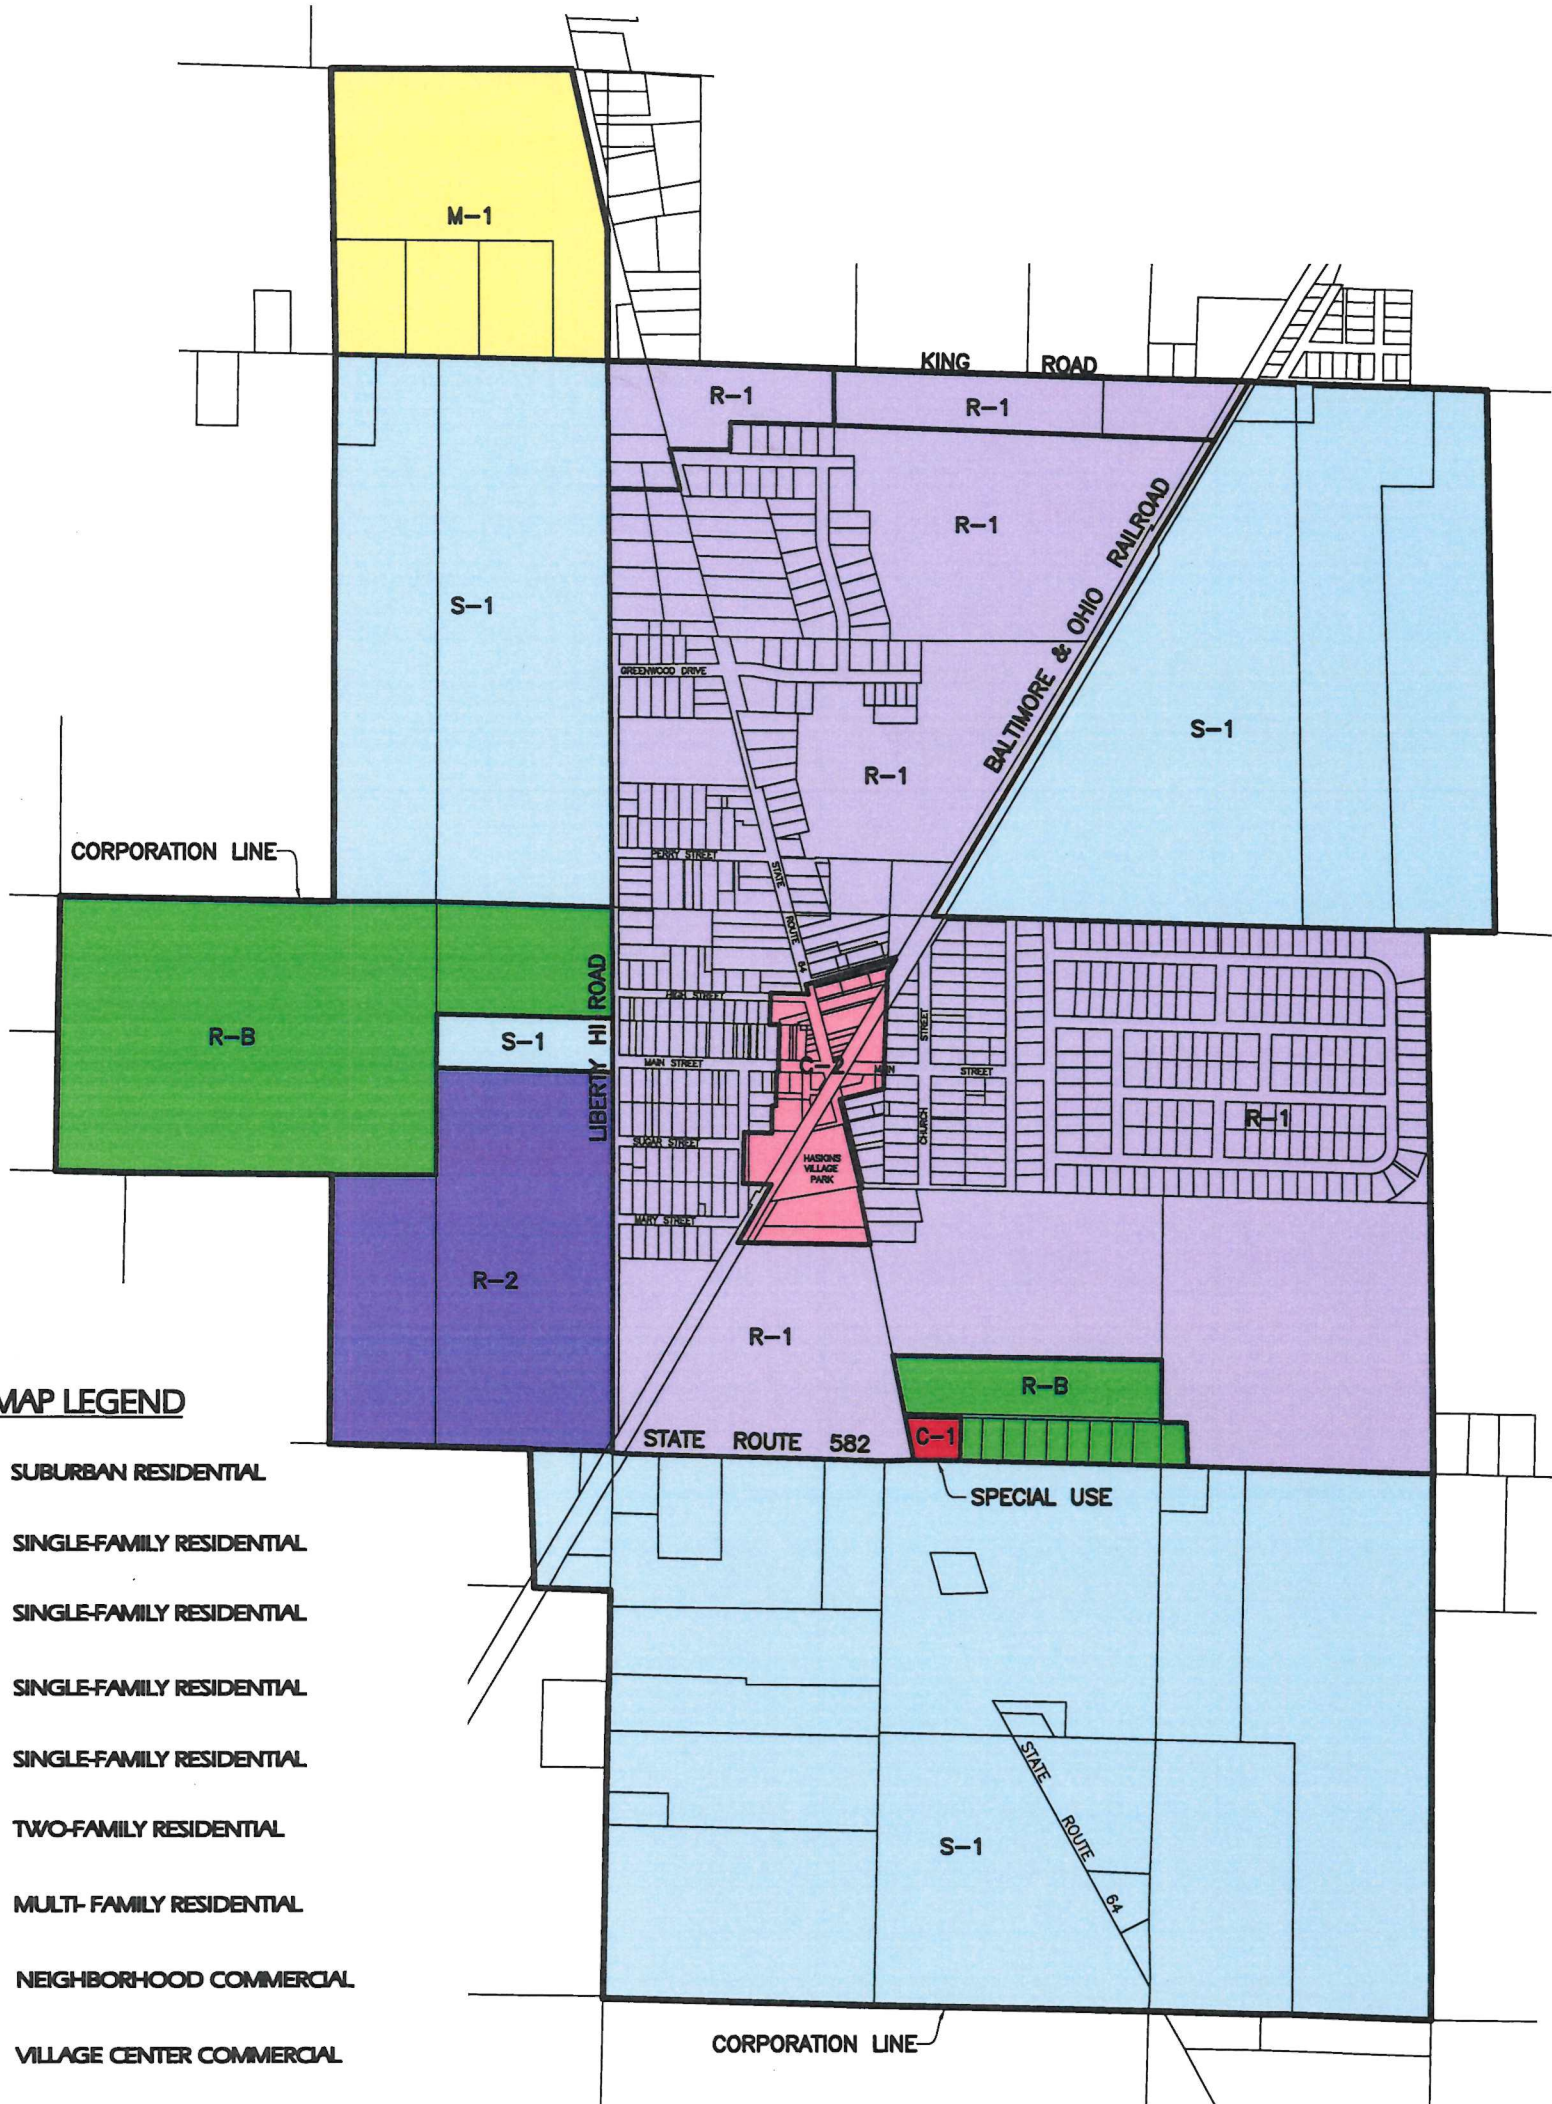 M-1
KING ROAD
R-1
R-1
R-1
BALTIMORE & OHIO RAILROAD
S-1
GREENWOOD DRIVE
S-1
R-1
CORPORATION LINE
PERRY STREET
STATE ROUTE 64
LIBERTY HI ROAD
HIGH STREET
R-B
S-1
MAIN STREET
C-2
MAIN STREET
CHURCH STREET
R-1
SUGAR STREET
HASKINS
VILLAGE
PARK
MARY STREET
R-2
R-1
R-B
C-1
STATE ROUTE 582
SPECIAL USE
MAP LEGEND
SUBURBAN RESIDENTIAL
SINGLE-FAMILY RESIDENTIAL
SINGLE-FAMILY RESIDENTIAL
SINGLE-FAMILY RESIDENTIAL
SINGLE-FAMILY RESIDENTIAL
TWO-FAMILY RESIDENTIAL
MULTI- FAMILY RESIDENTIAL
NEIGHBORHOOD COMMERCIAL
VILLAGE CENTER COMMERCIAL
STATE ROUTE 64
S-1
CORPORATION LINE